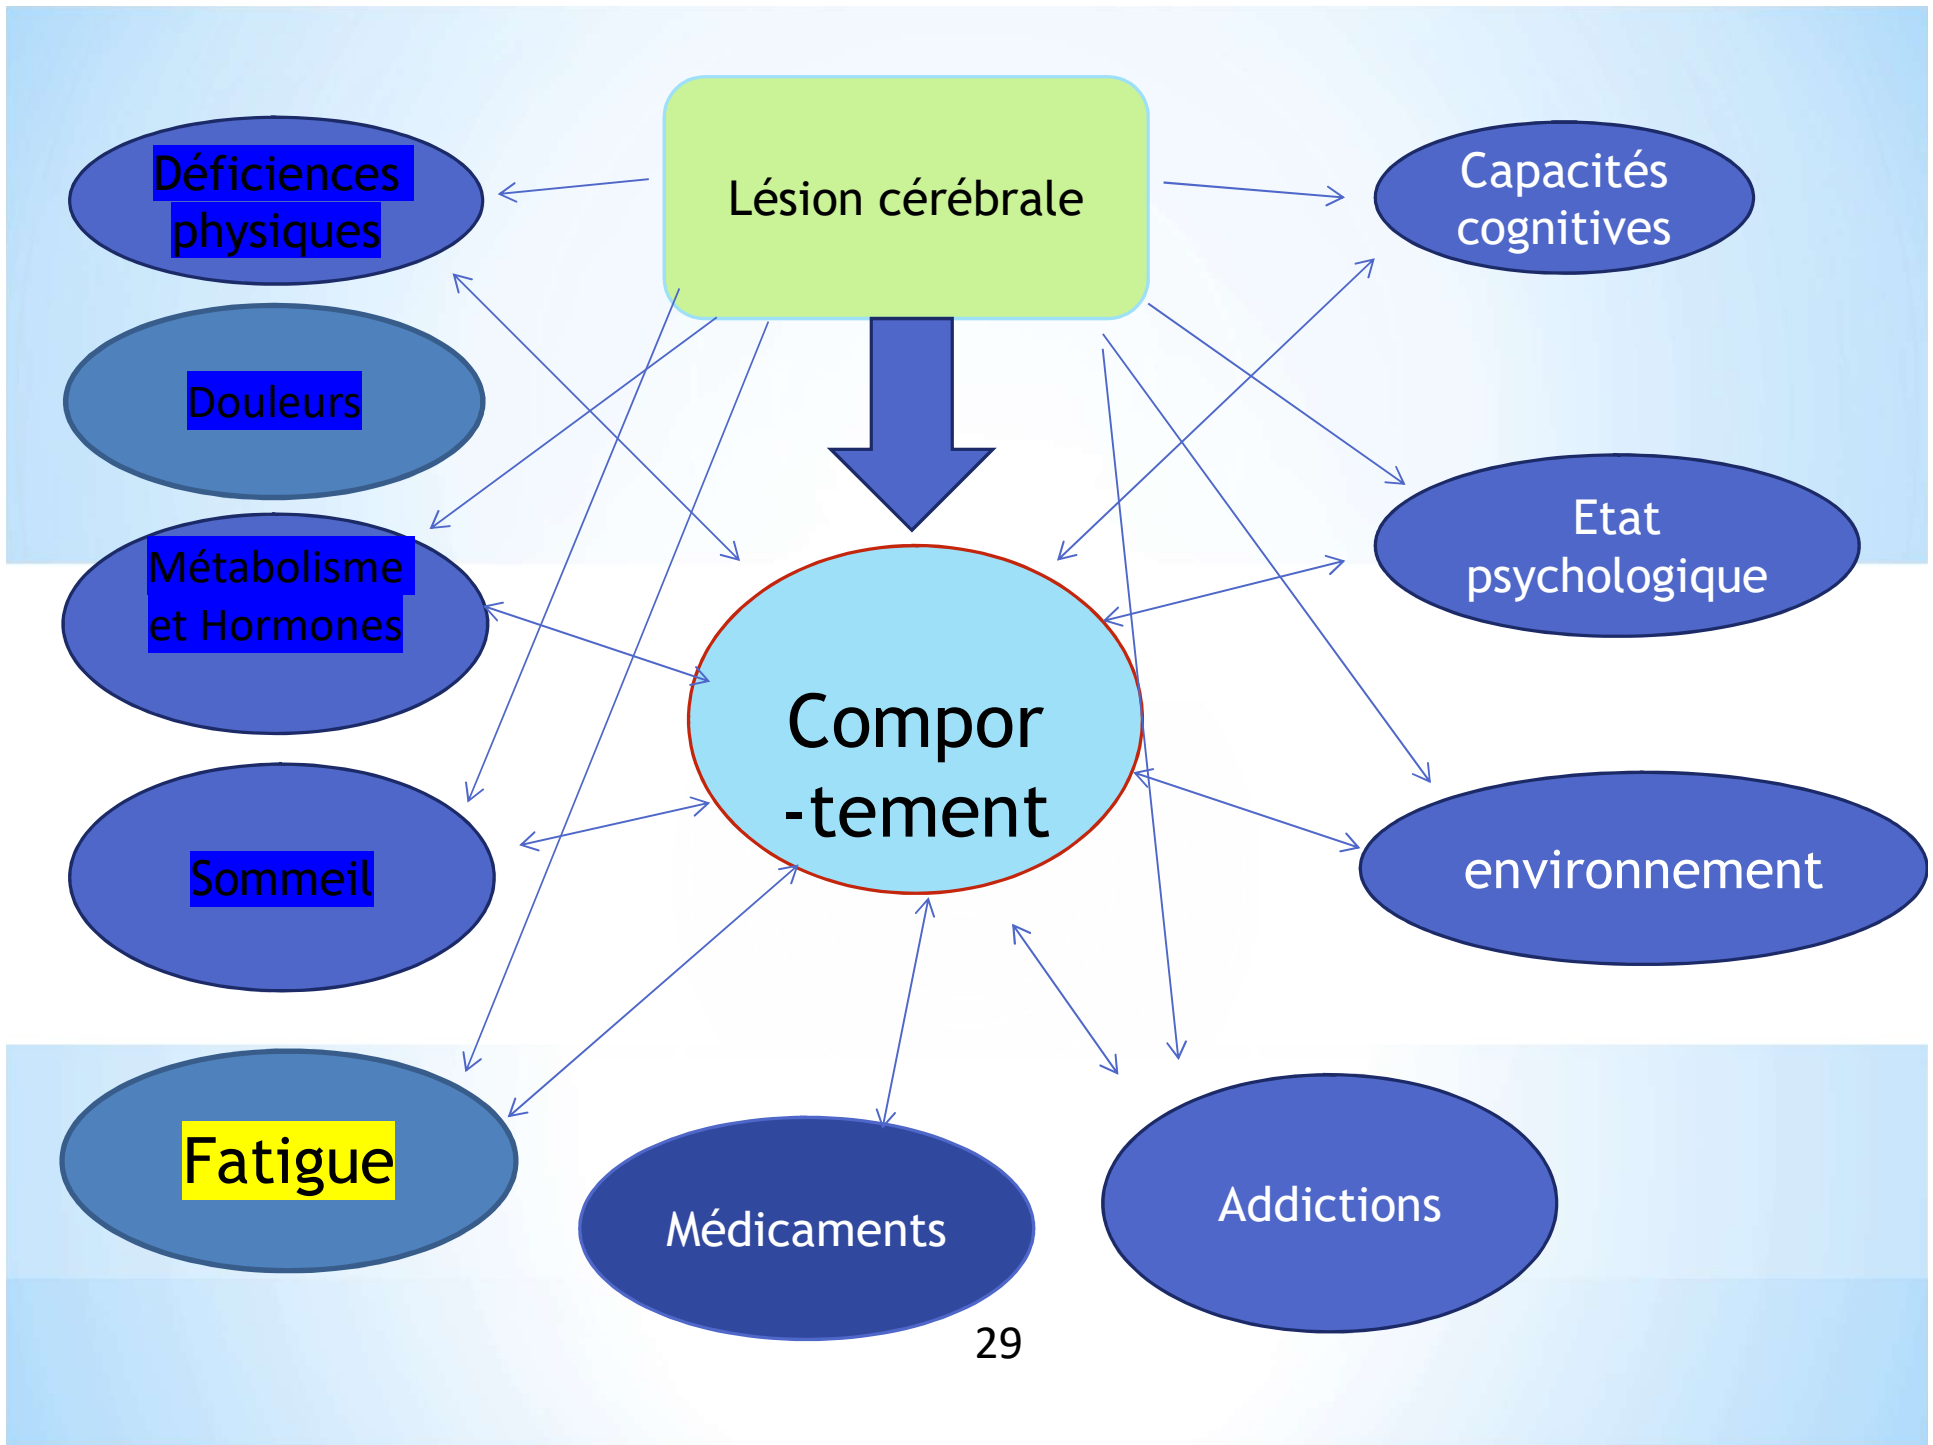 Lésion cérébrale
Déficiences
physiques
Capacités
cognitives
Douleurs
Métabolisme
et Hormones
Etat
psychologique
Compor
-tement
Sommeil
environnement
Fatigue
Médicaments
Addictions
29